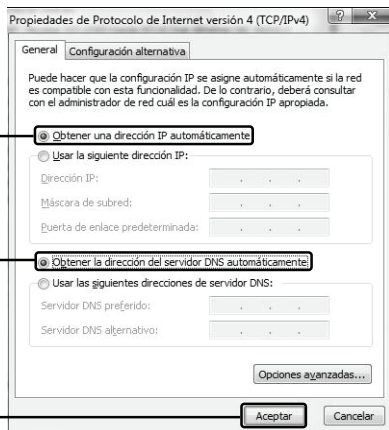 Propiedades de Protocolo de Internet versión 4 (TCP/IPv4)
General
Configuración alternativa
Puede hacer que la configuración IP se asigne automáticamente si la red
es compatible con esta funcionalidad. De lo contrario, deberá consultar
con el administrador de red cuál es la configuración IP apropiada.
Obtener una dirección IP automáticamente
Usar la siguiente dirección IP:
Dirección IP:
Máscara de subred:
Puerta de enlace predeterminada:
Obtener la dirección del servidor DNS automáticamente
Usar las siguientes direcciones de servidor DNS:
Servidor DNS preferido:
Servidor DNS alternativo:
Opciones avanzadas...
Aceptar
Cancelar